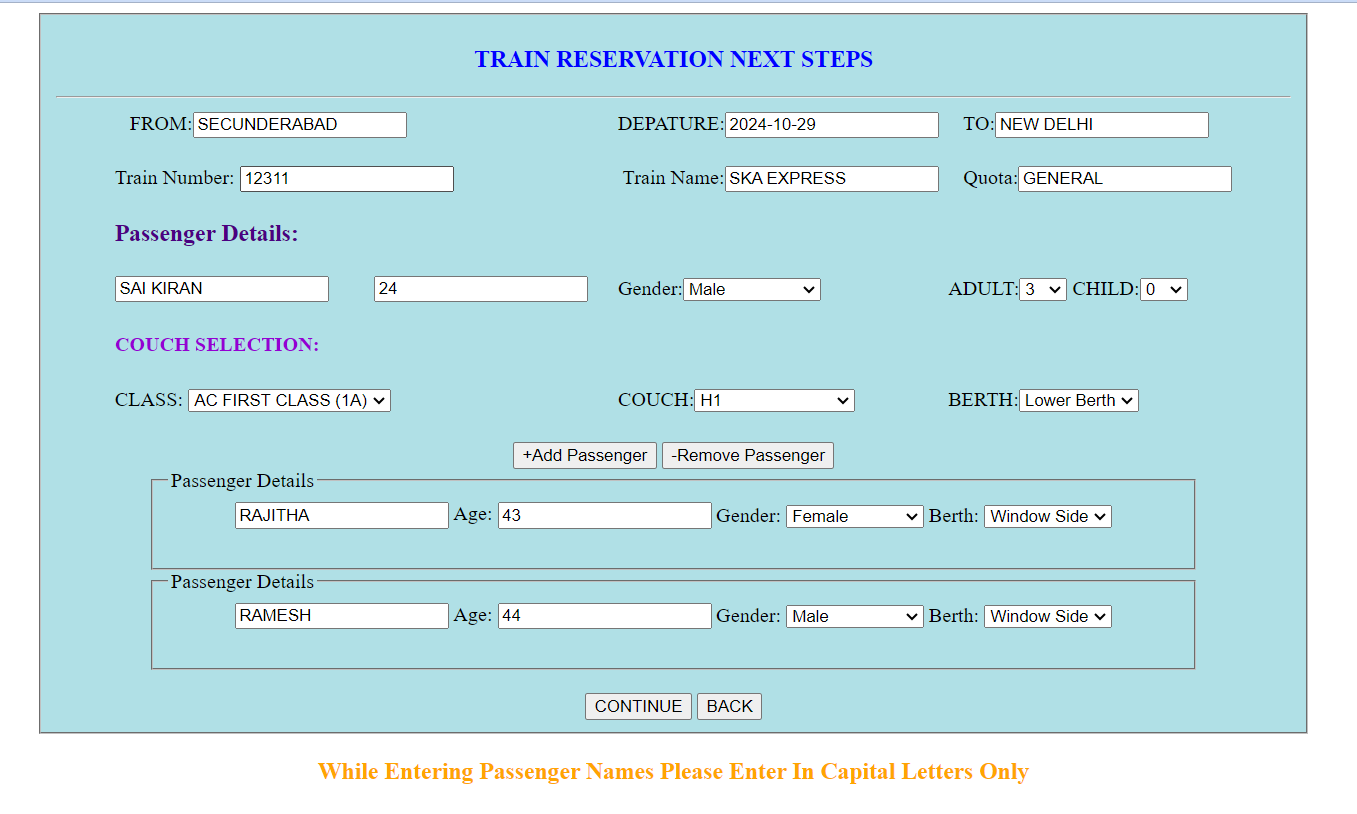 TRAIN RESERVATION NEXT STEPS
FROM: SECUNDERABAD DEPATURE: 2024-10-29 TO: NEW DELHI
Train Number: 12311 Train Name: SKA EXPRESS Quota: GENERAL
Passenger Details:
SAI KIRAN 24 Gender: Male ADULT: 3 CHILD: 0
COUCH SELECTION:
CLASS: AC FIRST CLASS (1A) COUCH: H1 BERTH: Lower Berth
+Add Passenger -Remove Passenger
Passenger Details
RAJITHA Age: 43 Gender: Female Berth: Window Side
Passenger Details
RAMESH Age: 44 Gender: Male Berth: Window Side
CONTINUE BACK
While Entering Passenger Names Please Enter In Capital Letters Only